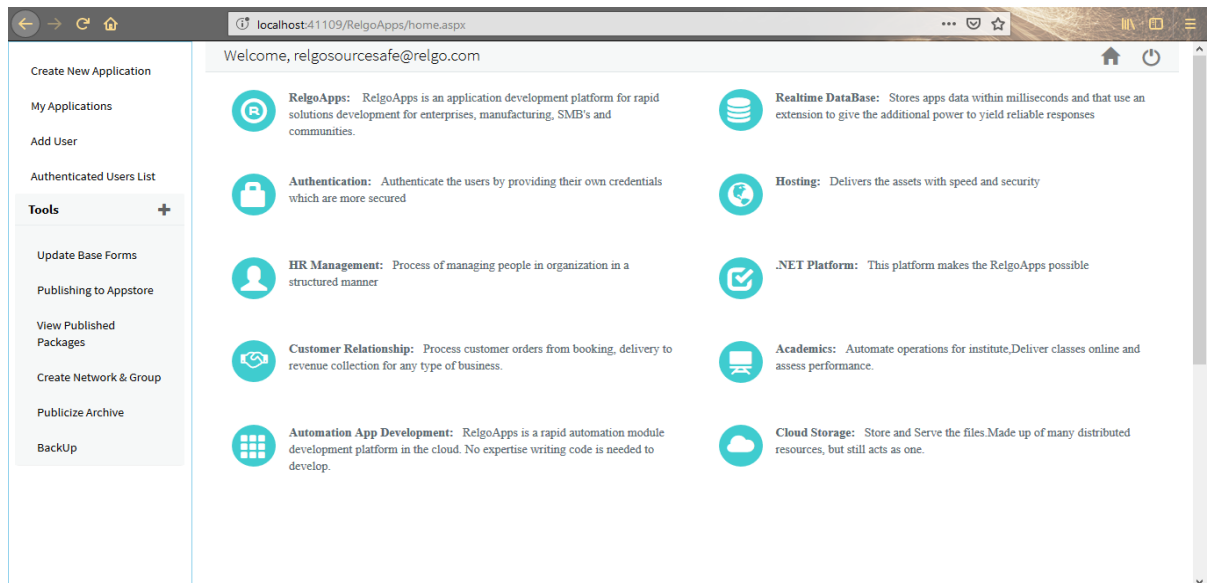 localhost:41109/RelgoApps/home.aspx
Welcome, relgosourcesafe@relgo.com
Create New Application
My Applications
Add User
Authenticated Users List
Tools
Update Base Forms
Publishing to Appstore
View Published
Packages
Create Network & Group
Publicize Archive
BackUp
RelgoApps: RelgoApps is an application development platform for rapid
solutions development for enterprises, manufacturing, SMB's and
communities.
Realtime DataBase: Stores apps data within milliseconds and that use an
extension to give the additional power to yield reliable responses
Authentication: Authenticate the users by providing their own credentials
which are more secured
Hosting: Delivers the assets with speed and security
HR Management: Process of managing people in organization in a
structured manner
.NET Platform: This platform makes the RelgoApps possible
Customer Relationship: Process customer orders from booking, delivery to
revenue collection for any type of business.
Academics: Automate operations for institute,Deliver classes online and
assess performance.
Automation App Development: RelgoApps is a rapid automation module
development platform in the cloud. No expertise writing code is needed to
develop.
Cloud Storage: Store and Serve the files.Made up of many distributed
resources, but still acts as one.